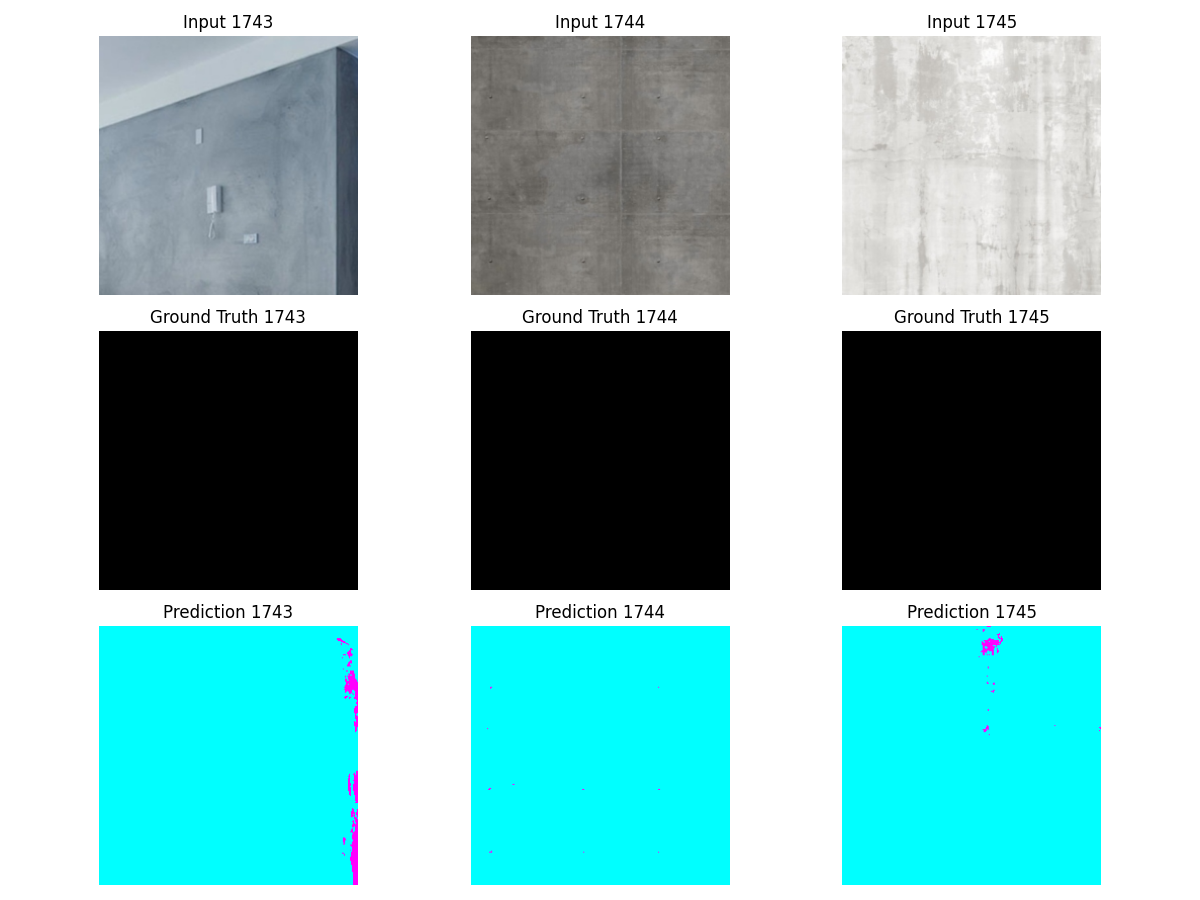 Input 1743
Input 1744
Input 1745
Ground Truth 1743
Ground Truth 1744
Ground Truth 1745
Prediction 1743
Prediction 1744
Prediction 1745